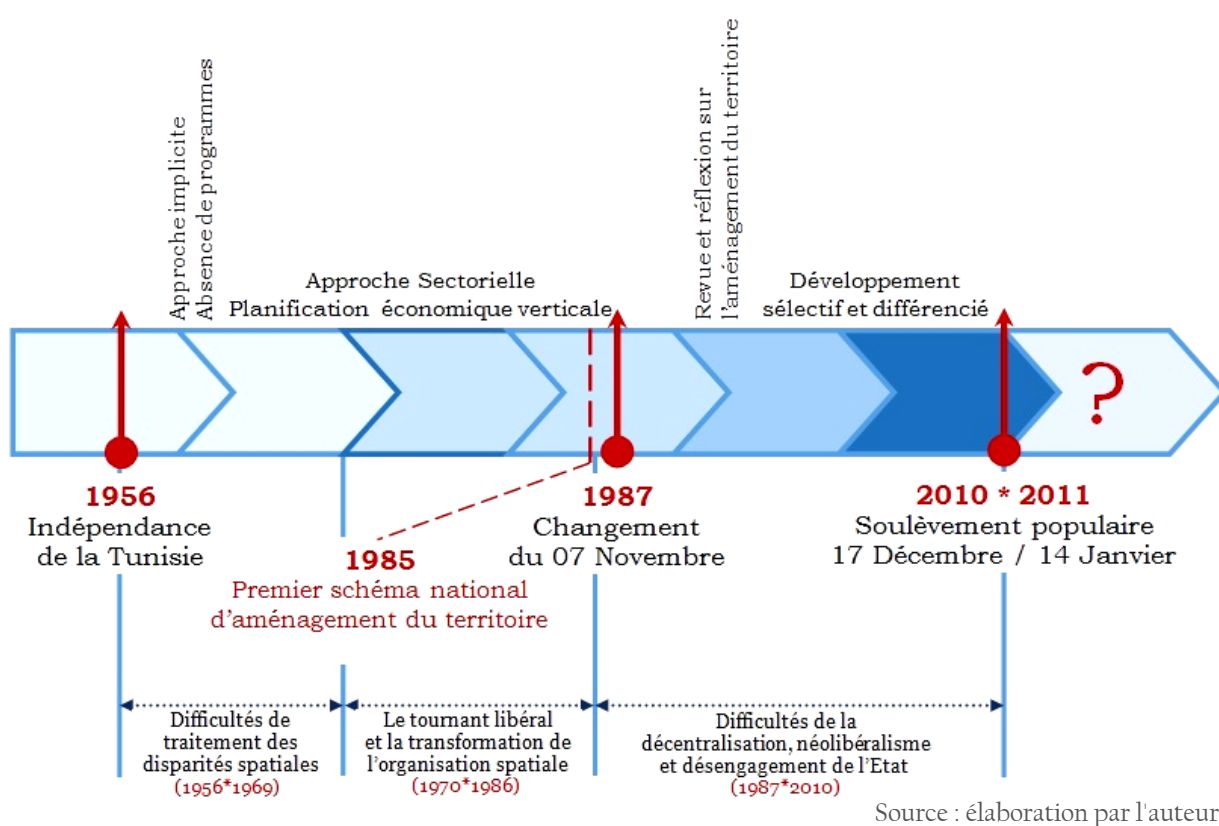 Approche implicite
Absence de programmes
Approche Sectorielle
Planification économique verticale
Revue et réflexion sur
l'aménagement du territoire
Développement
sélectif et différencié
?
1956
Indépendance
de la Tunisie
1985
Premier schéma national
d'aménagement du territoire
1987
Changement
du 07 Novembre
2010 * 2011
Soulèvement populaire
17 Décembre / 14 Janvier
Difficultés de
traitement des
disparités spatiales
(1956*1969)
Le tournant libéral
et la transformation de
l'organisation spatiale
(1970*1986)
Difficultés de la
décentralisation, néolibéralisme
et désengagement de l'Etat
(1987*2010)
Source : élaboration par l'auteur